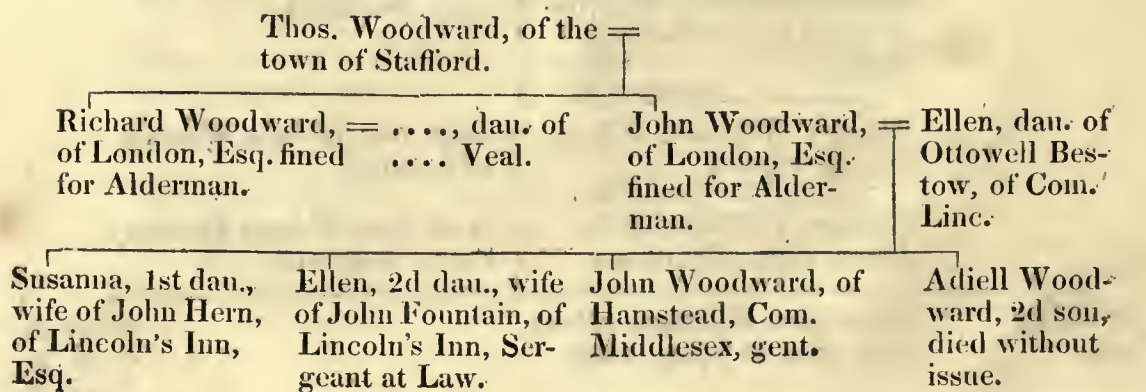 Thos. Woodward, of the =
town of Stafford.
Richard Woodward, = ...., dau. of
of London, Esq. fined .... Veal.
for Alderman.
John Woodward, =
of London, Esq.
fined for Alder-
man.
Ellen, dau. of
Ottowell Bes-
tow, of Com.
Linc.
Susanna, 1st dau.,
wife of John Hern,
of Lincoln's Inn,
Esq.
Ellen, 2d dau., wife
of John Fountain, of
Lincoln's Inn, Ser-
geant at Law.
John Woodward, of
Hamstead, Com.
Middlesex, gent.
Adiell Wood-
ward, 2d son,
died without
issue.